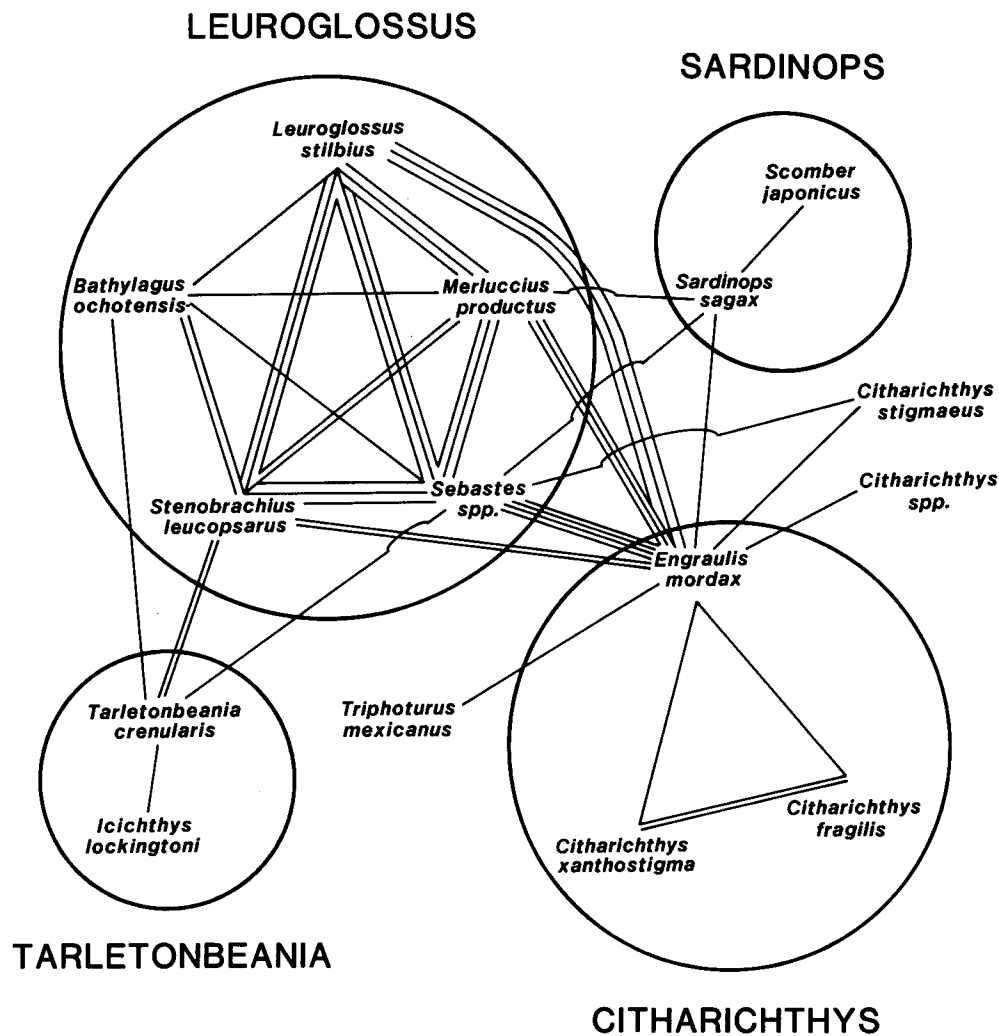 LEUROGLOSSUS
SARDINOPS
Leuroglossus
stilbius
Scomber
japonicus
Bathylagus
ochotensis
Merluccius
productus
Sardinops
sagax
Citharichthys
stigmaeus
Stenobrachius
leucopsarus
Sebastes
spp.
Citharichthys
spp.
Engraulis
mordax
Tarletonbeania
crenularis
Triphoturus
mexicanus
Icichthys
lockingtoni
Citharichthys
xanthostigma
Citharichthys
fragilis
TARLETONBEANIA
CITHARICHTHYS